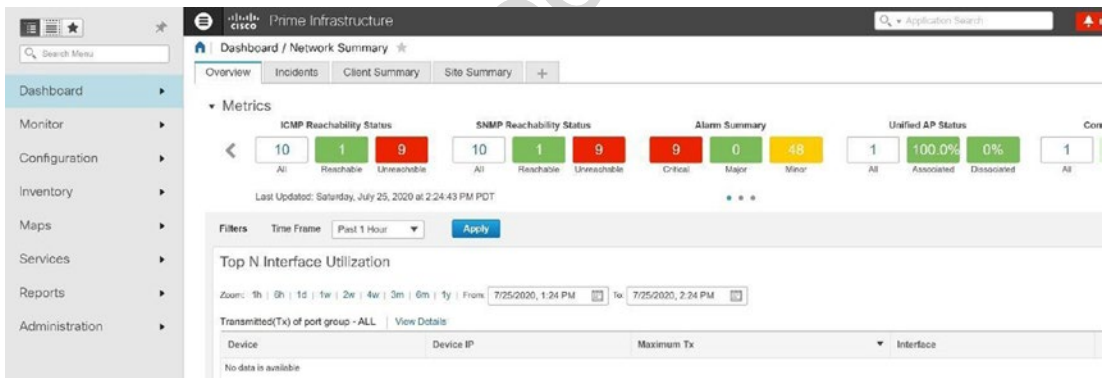 cisco Prime Infrastructure
Application Search
Search Menu
Dashboard / Network Summary
Overview Incidents Client Summary Site Summary +
Dashboard
Monitor
Configuration
Inventory
Maps
Services
Reports
Administration
Metrics
ICMP Reachability Status SNMP Reachability Status Alarm Summary Unified AP Status Con
10 1 9 10 1 9 9 0 48 1 100.0% 0% 1
All Reachable Unreachable All Reachable Unreachable Critical Major Minor All Associated Dissociated All
Last Updated: Saturday, July 25, 2020 at 2:24:43 PM PDT
Filters Time Frame Past 1 Hour Apply
Top N Interface Utilization
Zoom: 1h | 6h | 1d | 1w | 2w | 4w | 3m | 6m | 1y | From: 7/25/2020, 1:24 PM To: 7/25/2020, 2:24 PM
Transmitted(Tx) of port group - ALL | View Details
Device Device IP Maximum Tx Interface
No data is available